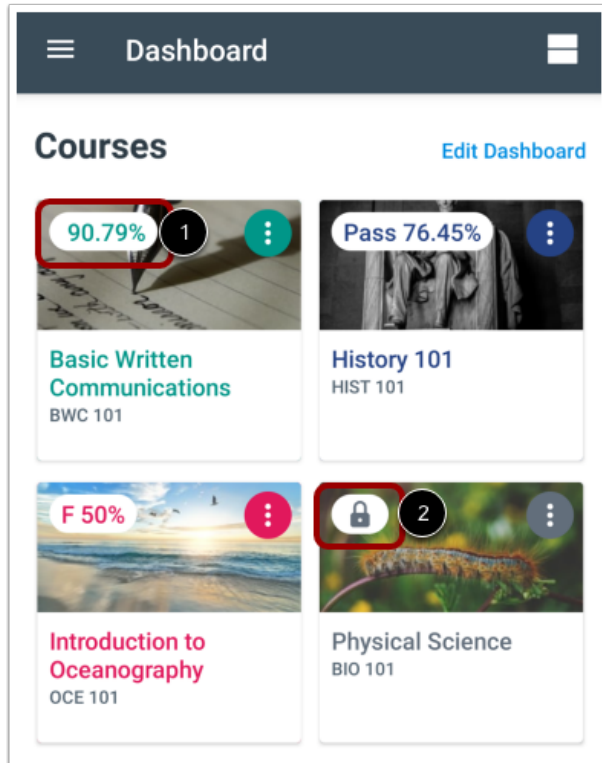 Dashboard
Courses
Edit Dashboard
90.79%
1
Pass 76.45%
Basic Written
Communications
BWC 101
History 101
HIST 101
F 50%
2
Introduction to
Oceanography
OCE 101
Physical Science
BIO 101